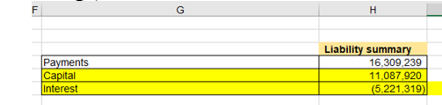 F G H
Liability summary
Payments 16,309,239
Capital 11,087,920
Interest (5,221,319)